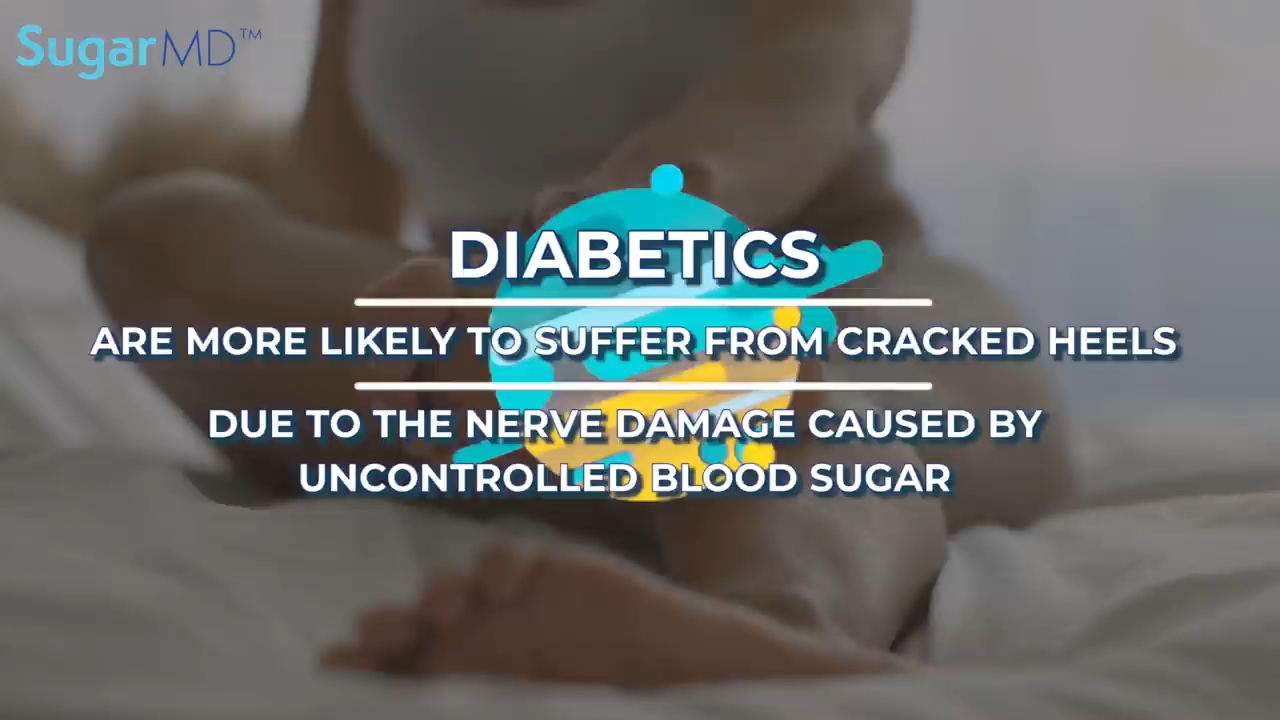 SugarMD™
DIABETICS
ARE MORE LIKELY TO SUFFER FROM CRACKED HEELS
DUE TO THE NERVE DAMAGE CAUSED BY
UNCONTROLLED BLOOD SUGAR